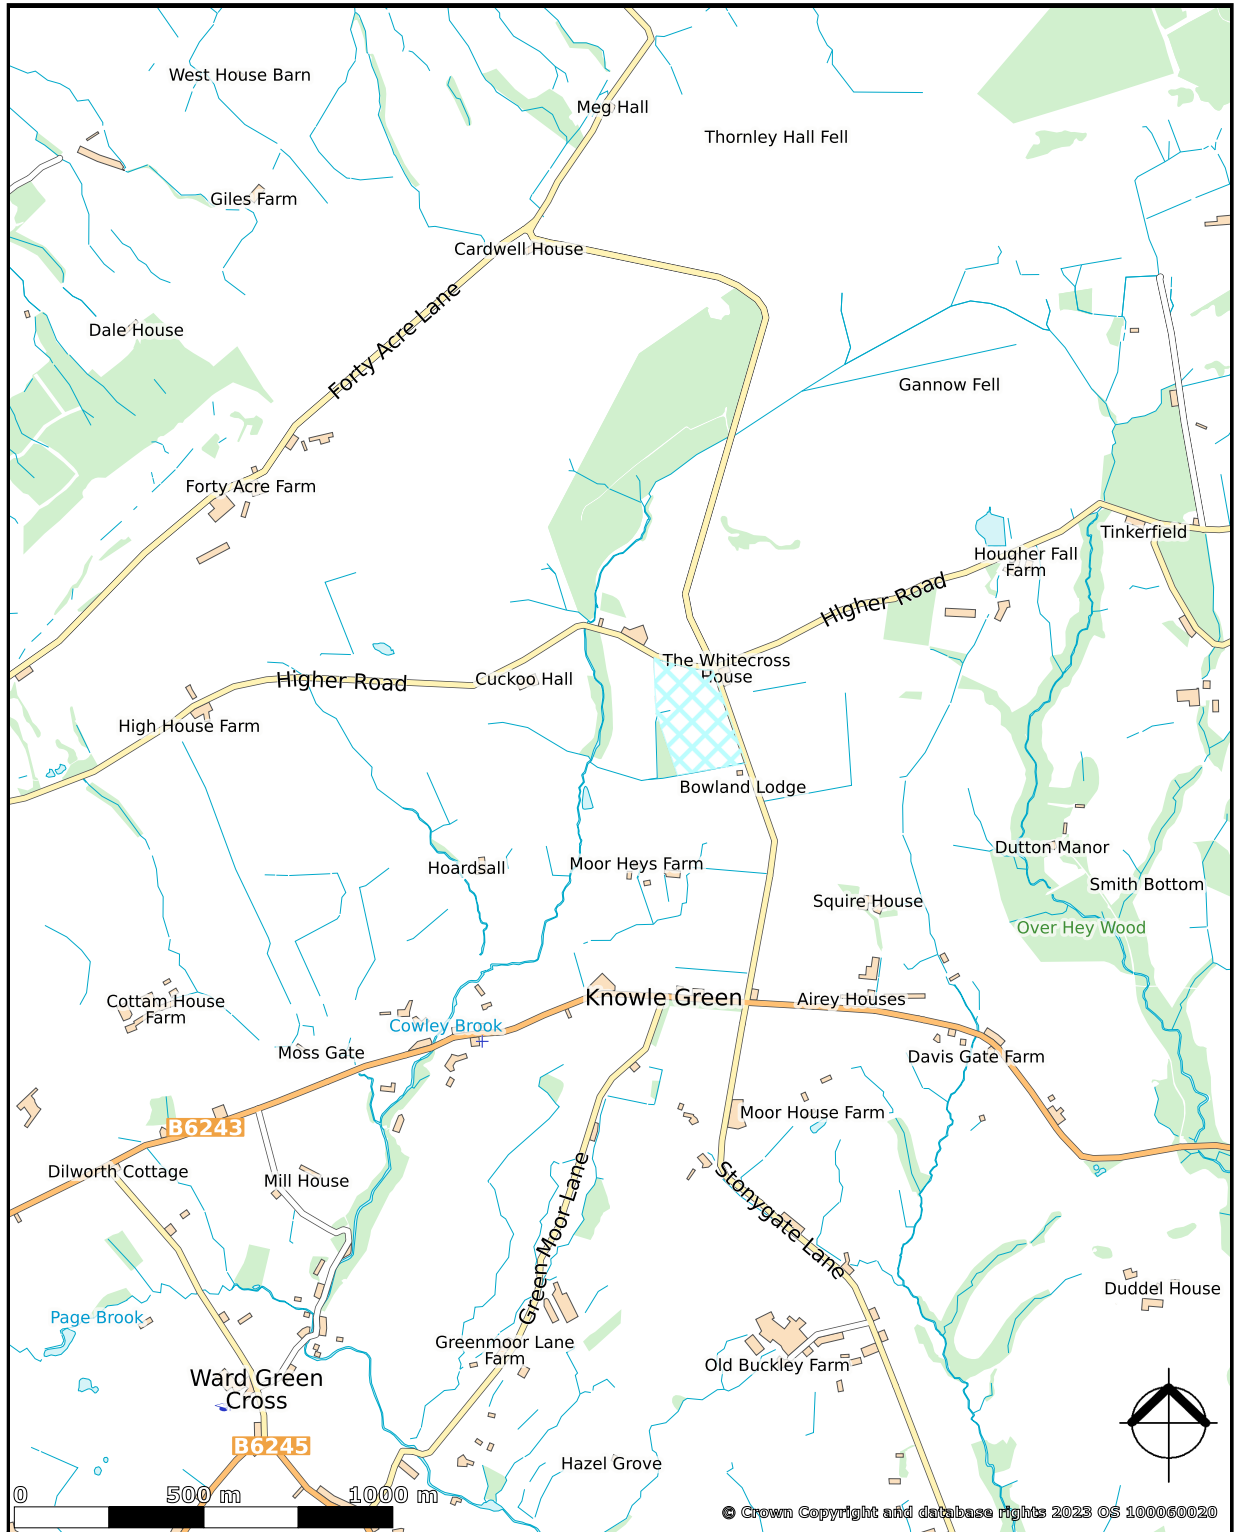 West House Barn
Meg Hall
Thornley Hall Fell
Giles Farm
Cardwell House
Forty Acre Lane
Dale House
Gannow Fell
Forty Acre Farm
Tinkerfield
Hougher Fall
Farm
HIgher Road
The Whitecross
House
Cuckoo Hall
Higher Road
High House Farm
Bowland Lodge
Dutton Manor
Moor Heys Farm
Hoardsall
Smith Bottom
Squire House
Over Hey Wood
Knowle Green
Airey Houses
Cottam House
Farm
Cowley Brook
Moss Gate
Davis Gate Farm
Moor House Farm
B6243
Dilworth Cottage
Mill House
Stonygate Lane
Green Moor Lane
Duddel House
Page Brook
Greenmoor Lane
Farm
Old Buckley Farm
Ward Green
Cross
B6245
Hazel Grove
0 500 m 1000 m
© Crown Copyright and database rights 2023 OS 100060020